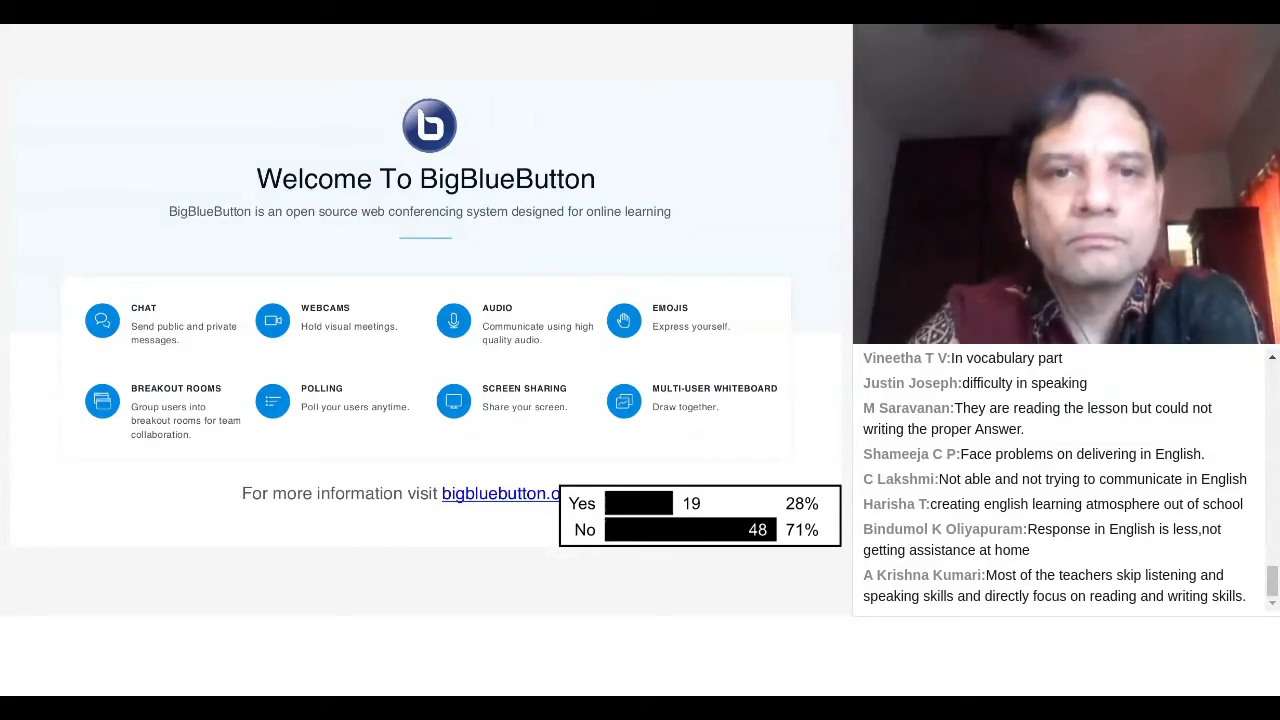 Welcome To BigBlueButton
BigBlueButton is an open source web conferencing system designed for online learning
CHAT
Send public and private
messages.
WEBCAMS
Hold visual meetings.
AUDIO
Communicate using high
quality audio.
EMOJIS
Express yourself.
BREAKOUT ROOMS
Group users into
breakout rooms for team
collaboration.
POLLING
Poll your users anytime.
SCREEN SHARING
Share your screen.
MULTI-USER WHITEBOARD
Draw together.
For more information visit bigbluebutton.o
Yes 19 28%
No 48 71%
Vineetha T V:In vocabulary part
Justin Joseph:difficulty in speaking
M Saravanan:They are reading the lesson but could not
writing the proper Answer.
Shameeja C P:Face problems on delivering in English.
C Lakshmi:Not able and not trying to communicate in English
Harisha T:creating english learning atmosphere out of school
Bindumol K Oliyapuram:Response in English is less,not
getting assistance at home
A Krishna Kumari:Most of the teachers skip listening and
speaking skills and directly focus on reading and writing skills.